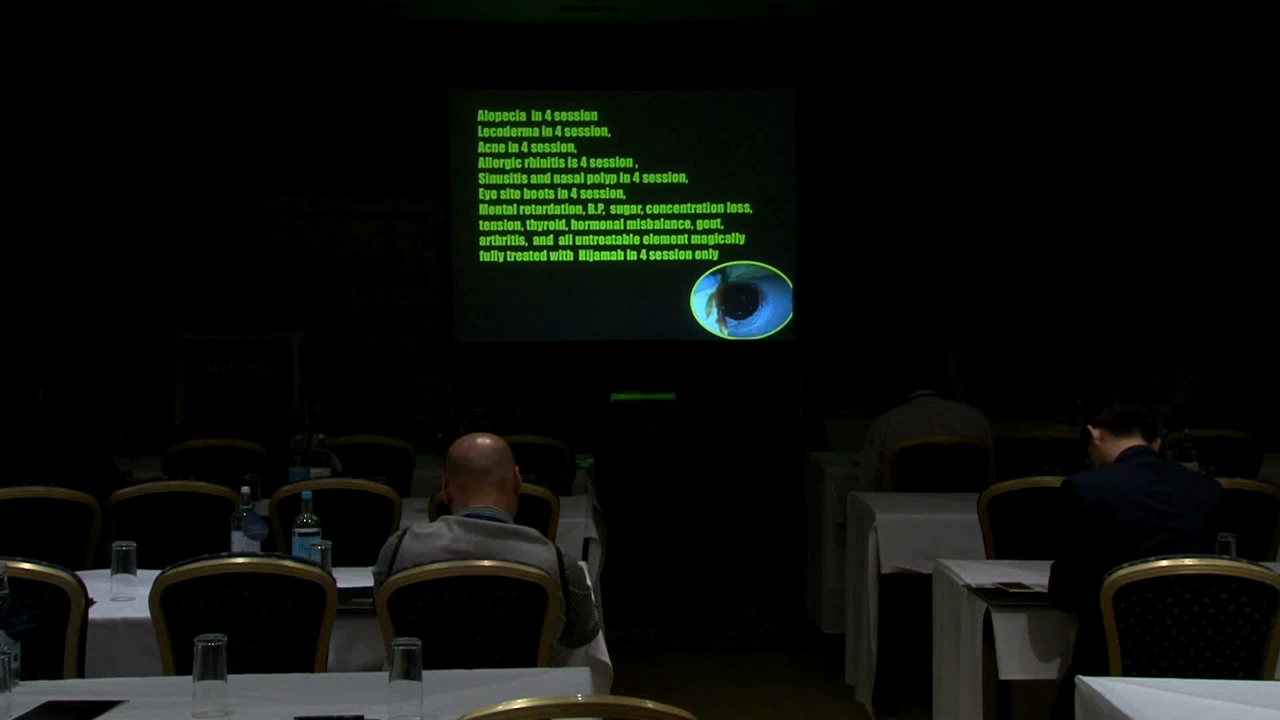 Alopecia in 4 session
Lecoderma in 4 session,
Acne in 4 session,
Allergic rhinitis is 4 session ,
Sinusitis and nasal polyp in 4 session,
Eye site boots in 4 session,
Mental retardation, B.P, sugar, concentration loss,
tension, thyroid, hormonal misbalance, gout,
arthritis, and all untreatable element magically
fully treated with Hijamah in 4 session only